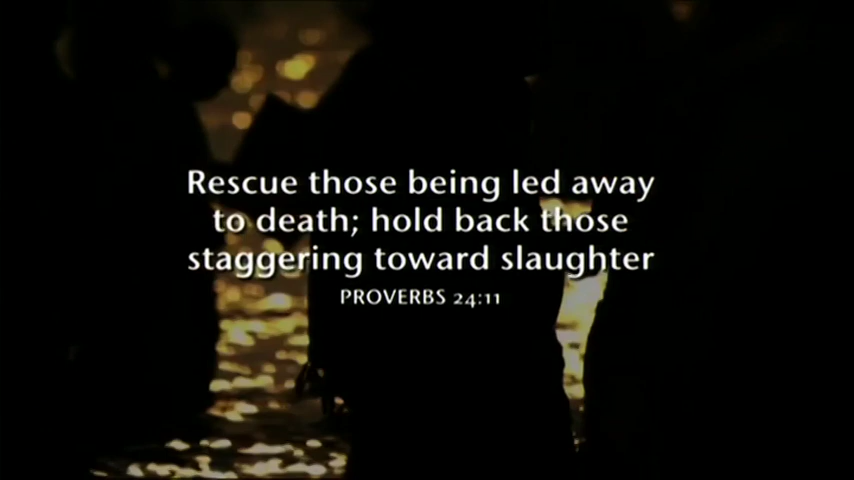 Rescue those being led away
to death; hold back those
staggering toward slaughter
PROVERBS 24:11